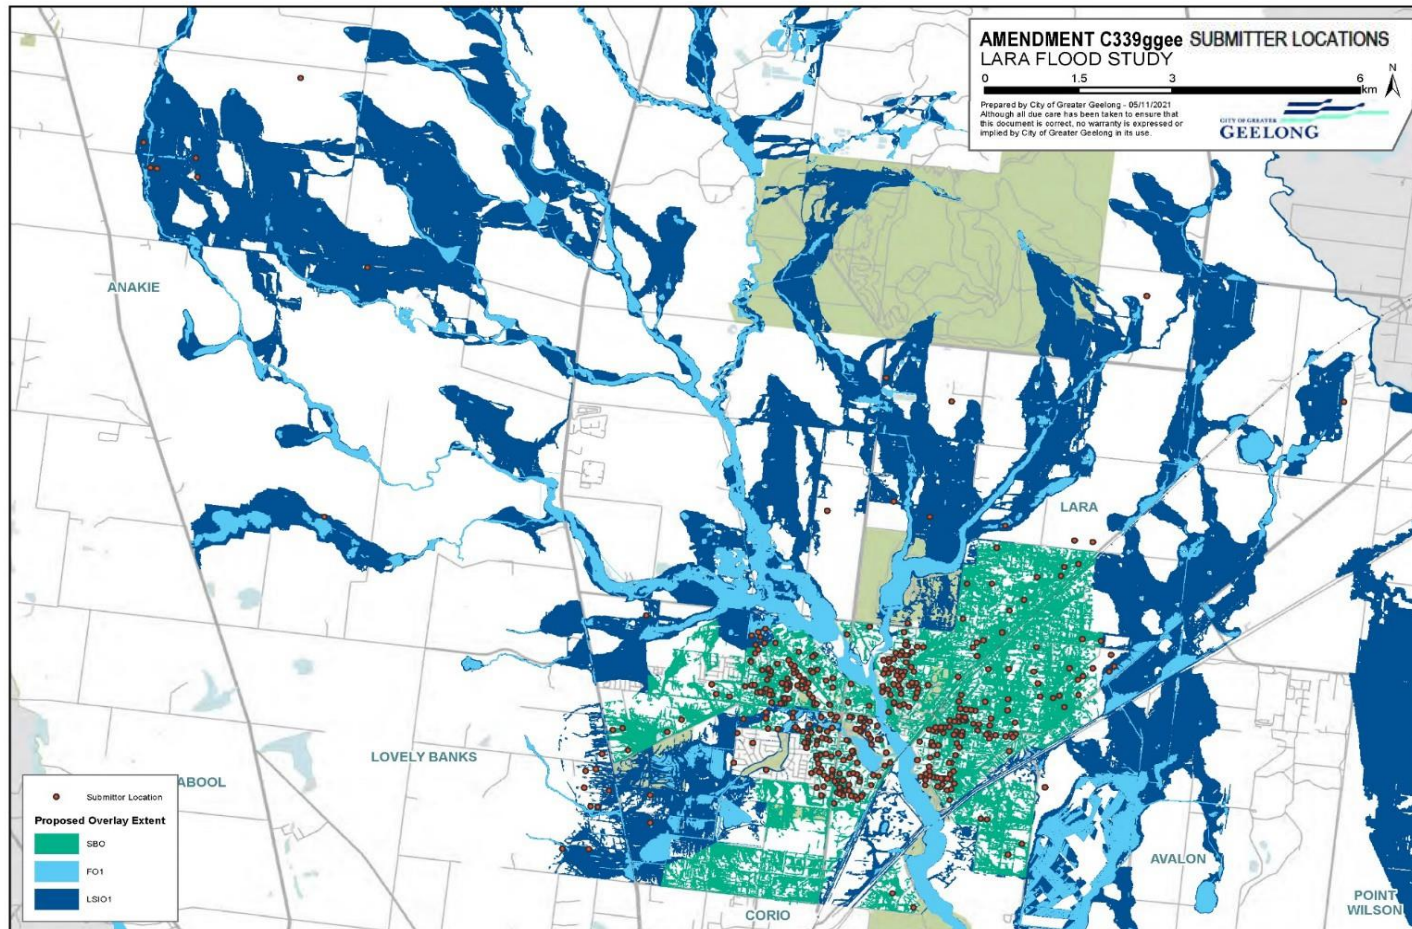 AMENDMENT C339ggee SUBMITTER LOCATIONS
LARA FLOOD STUDY
0 1.5 3 6
km
N
Prepared by City of Greater Geelong - 05/11/2021
Although all due care has been taken to ensure that
this document is correct, no warranty is expressed or
implied by City of Greater Geelong in its use.
CITY OF GREATER
GEELONG
ANAKIE
LARA
LOVELY BANKS
ABOOL
AVALON
POINT
WILSON
CORIO
Submittor Location
Proposed Overlay Extent
SBO
FO1
LSIO1